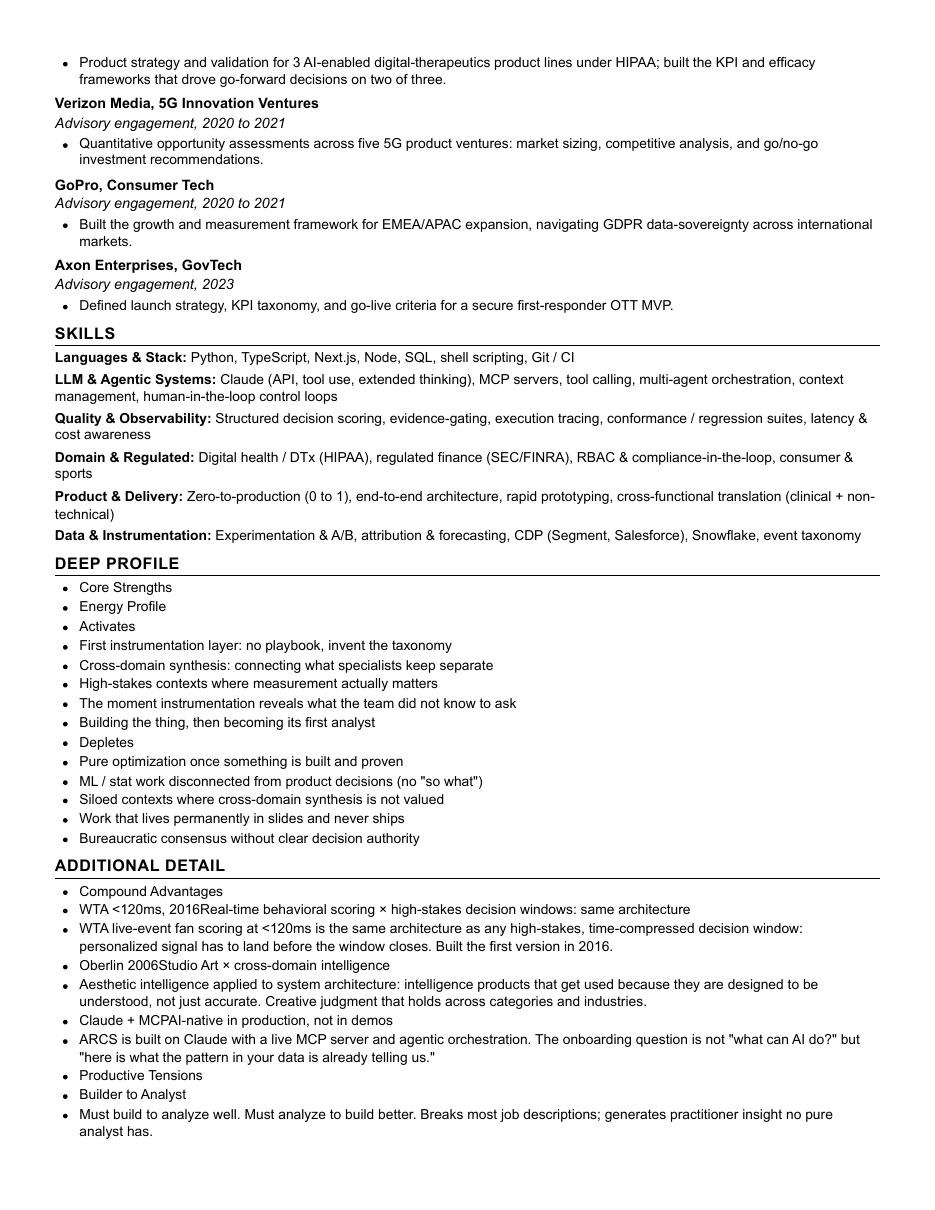 • Product strategy and validation for 3 AI-enabled digital-therapeutics product lines under HIPAA; built the KPI and efficacy
frameworks that drove go-forward decisions on two of three.
Verizon Media, 5G Innovation Ventures
Advisory engagement, 2020 to 2021
• Quantitative opportunity assessments across five 5G product ventures: market sizing, competitive analysis, and go/no-go
investment recommendations.
GoPro, Consumer Tech
Advisory engagement, 2020 to 2021
• Built the growth and measurement framework for EMEA/APAC expansion, navigating GDPR data-sovereignty across international
markets.
Axon Enterprises, GovTech
Advisory engagement, 2023
• Defined launch strategy, KPI taxonomy, and go-live criteria for a secure first-responder OTT MVP.
SKILLS
Languages & Stack: Python, TypeScript, Next.js, Node, SQL, shell scripting, Git / CI
LLM & Agentic Systems: Claude (API, tool use, extended thinking), MCP servers, tool calling, multi-agent orchestration, context
management, human-in-the-loop control loops
Quality & Observability: Structured decision scoring, evidence-gating, execution tracing, conformance / regression suites, latency &
cost awareness
Domain & Regulated: Digital health / DTx (HIPAA), regulated finance (SEC/FINRA), RBAC & compliance-in-the-loop, consumer &
sports
Product & Delivery: Zero-to-production (0 to 1), end-to-end architecture, rapid prototyping, cross-functional translation (clinical + non-
technical)
Data & Instrumentation: Experimentation & A/B, attribution & forecasting, CDP (Segment, Salesforce), Snowflake, event taxonomy
DEEP PROFILE
• Core Strengths
• Energy Profile
• Activates
• First instrumentation layer: no playbook, invent the taxonomy
• Cross-domain synthesis: connecting what specialists keep separate
• High-stakes contexts where measurement actually matters
• The moment instrumentation reveals what the team did not know to ask
• Building the thing, then becoming its first analyst
• Depletes
• Pure optimization once something is built and proven
• ML / stat work disconnected from product decisions (no "so what")
• Siloed contexts where cross-domain synthesis is not valued
• Work that lives permanently in slides and never ships
• Bureaucratic consensus without clear decision authority
ADDITIONAL DETAIL
• Compound Advantages
• WTA <120ms, 2016Real-time behavioral scoring × high-stakes decision windows: same architecture
• WTA live-event fan scoring at <120ms is the same architecture as any high-stakes, time-compressed decision window:
personalized signal has to land before the window closes. Built the first version in 2016.
• Oberlin 2006Studio Art × cross-domain intelligence
• Aesthetic intelligence applied to system architecture: intelligence products that get used because they are designed to be
understood, not just accurate. Creative judgment that holds across categories and industries.
• Claude + MCPAI-native in production, not in demos
• ARCS is built on Claude with a live MCP server and agentic orchestration. The onboarding question is not "what can AI do?" but
"here is what the pattern in your data is already telling us."
• Productive Tensions
• Builder to Analyst
• Must build to analyze well. Must analyze to build better. Breaks most job descriptions; generates practitioner insight no pure
analyst has.